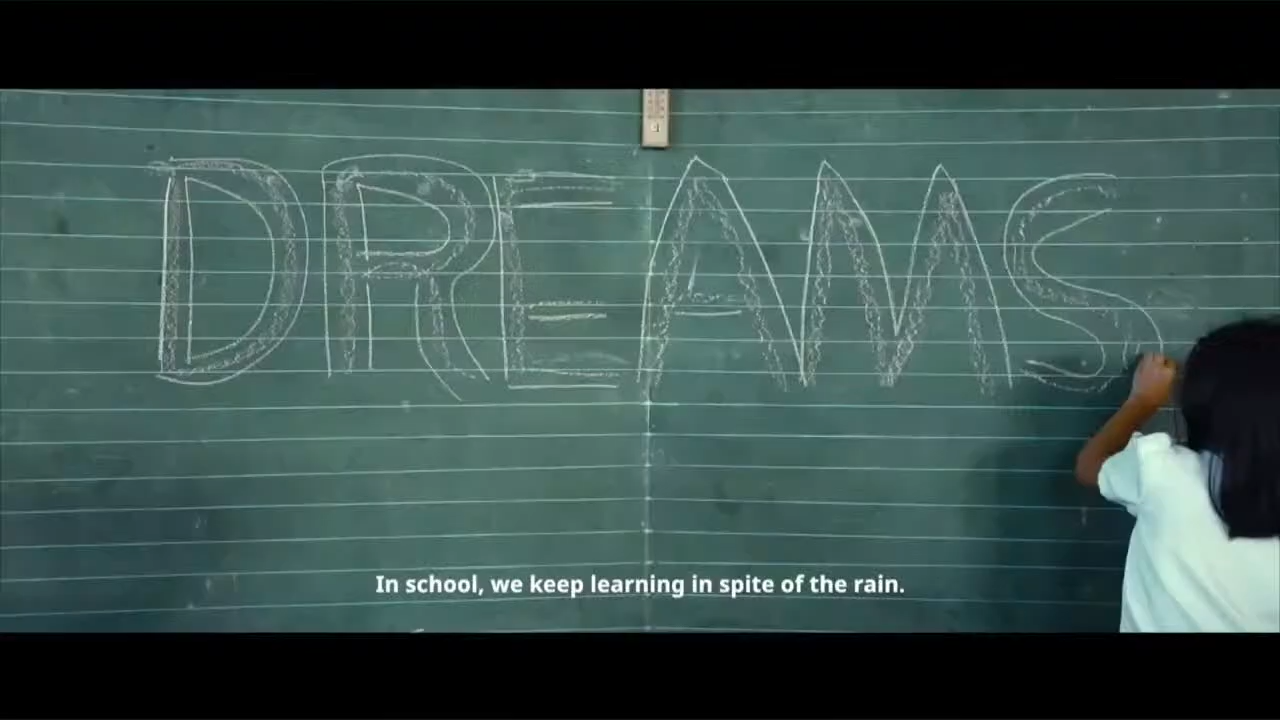 DREAMS
In school, we keep learning in spite of the rain.